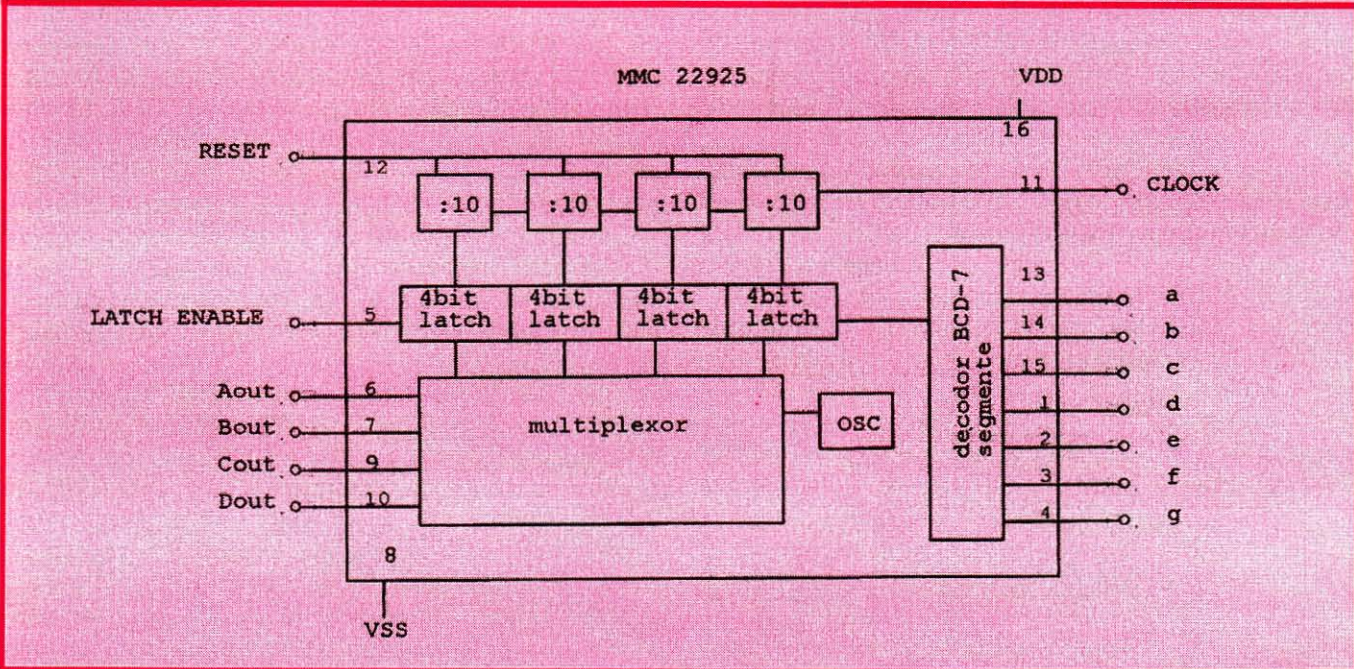 MMC 22925
VDD
16
RESET
12
:10 :10 :10 :10
11
CLOCK
LATCH ENABLE
5
4bit latch
4bit latch
4bit latch
4bit latch
decodor BCD-7
segmente
13
a
14
b
15
c
1
d
2
e
3
f
4
g
Aout
6
Bout
7
Cout
9
Dout
10
multiplexor
OSC
8
VSS